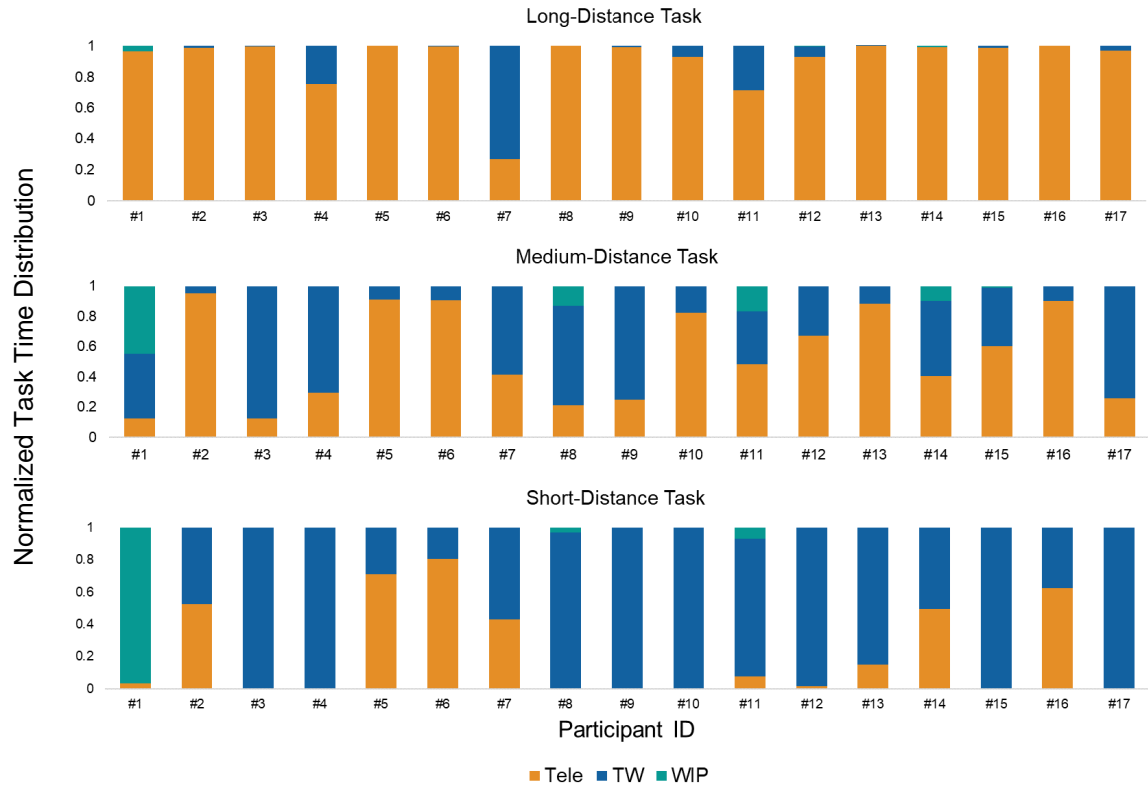 Long-Distance Task
1
0.8
0.6
0.4
0.2
0
#1 #2 #3 #4 #5 #6 #7 #8 #9 #10 #11 #12 #13 #14 #15 #16 #17
Medium-Distance Task
1
0.8
0.6
0.4
0.2
0
#1 #2 #3 #4 #5 #6 #7 #8 #9 #10 #11 #12 #13 #14 #15 #16 #17
Short-Distance Task
1
0.8
0.6
0.4
0.2
0
#1 #2 #3 #4 #5 #6 #7 #8 #9 #10 #11 #12 #13 #14 #15 #16 #17
Normalized Task Time Distribution
Participant ID
Tele TW WIP